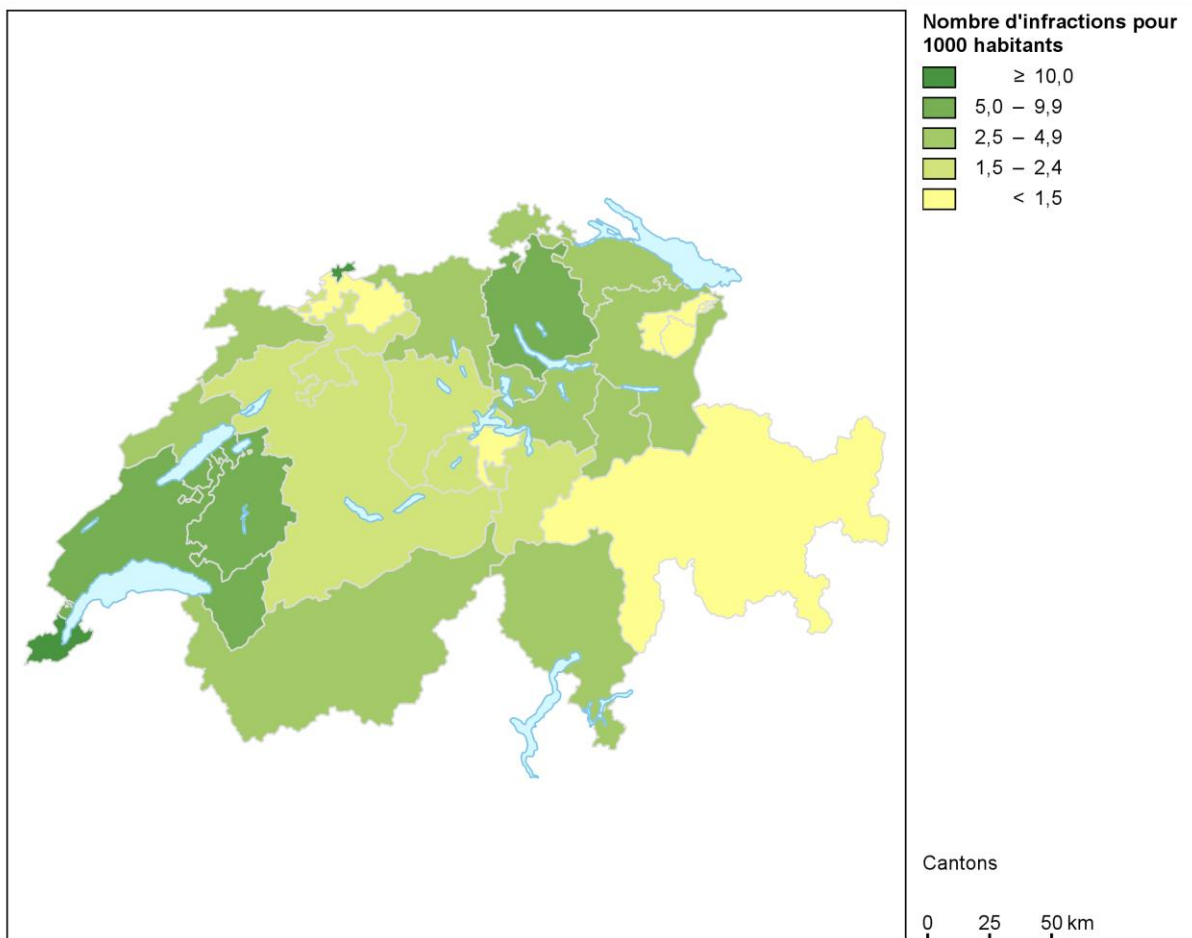 Nombre d'infractions pour
1000 habitants
≥ 10,0
5,0 – 9,9
2,5 – 4,9
1,5 – 2,4
< 1,5
Cantons
0 25 50 km